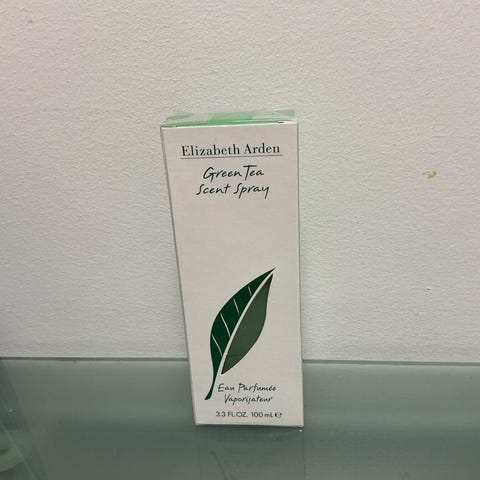 Elizabeth Arden
Green Tea
Scent Spray
Eau Parfumée
Vaporisateur
3.3 FL.OZ. 100 mL ℮